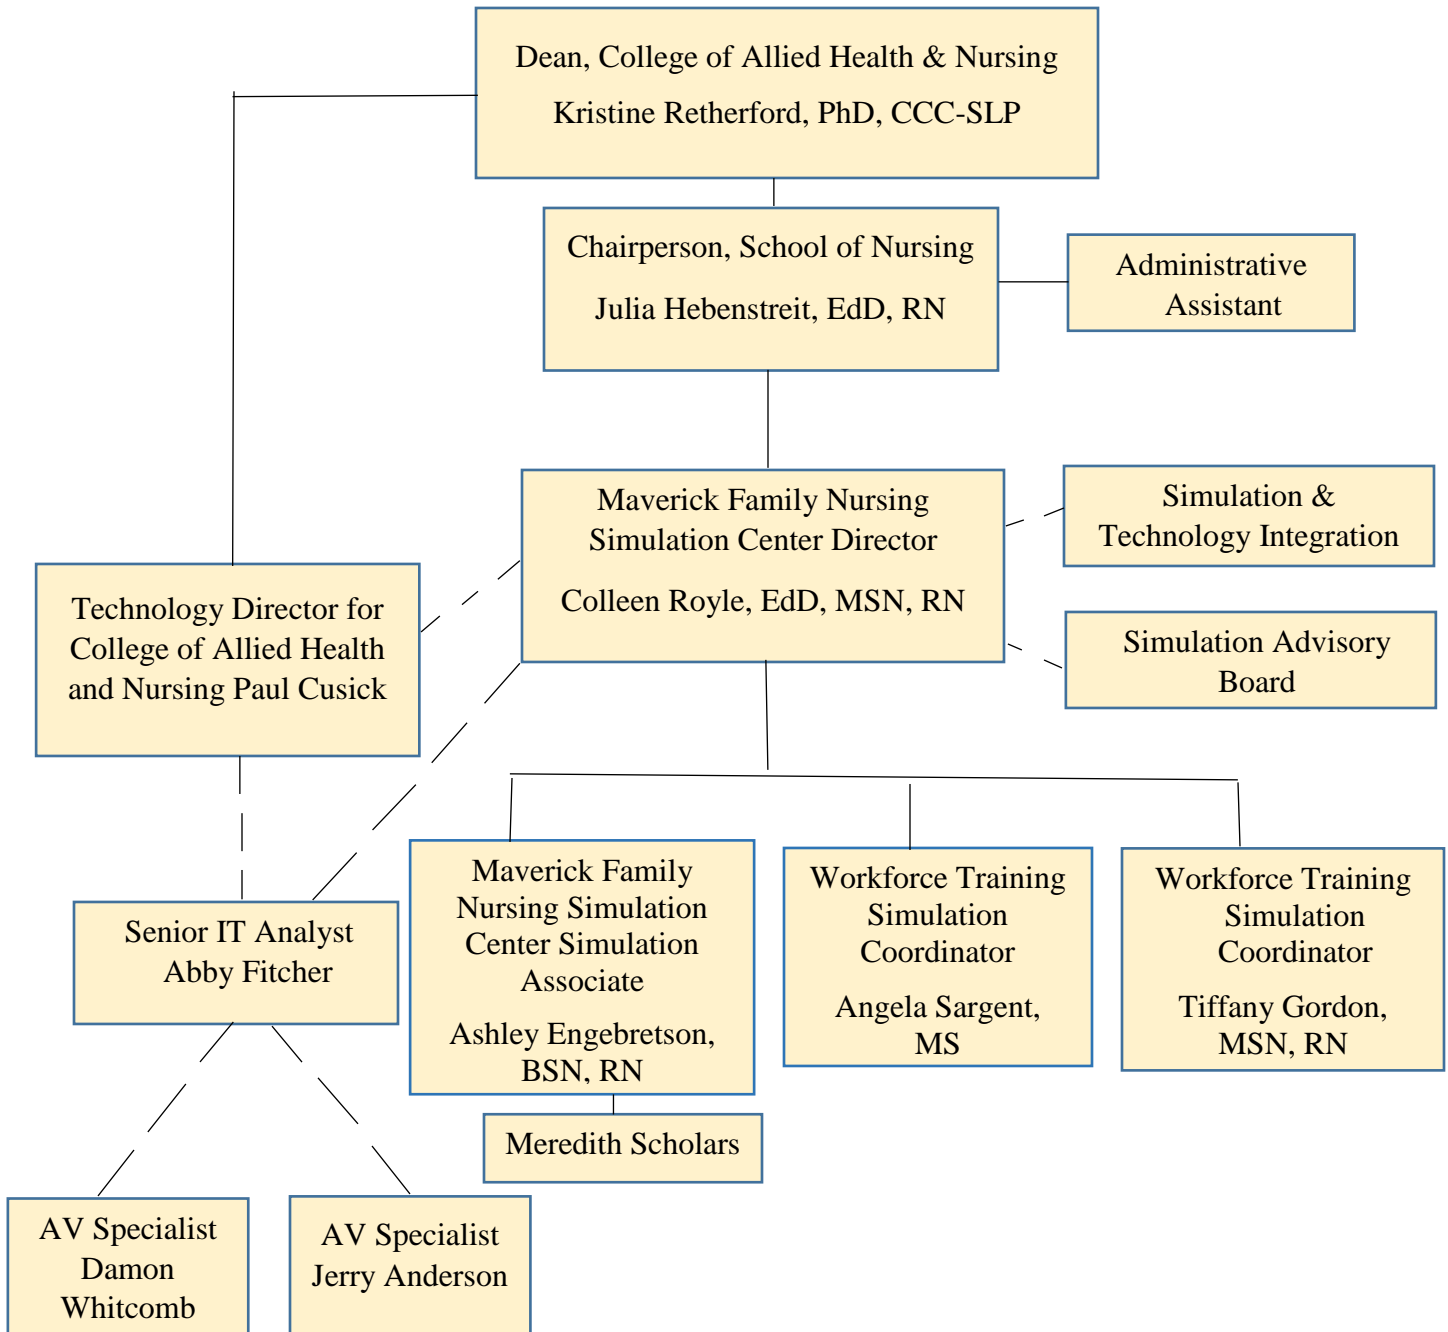 Dean, College of Allied Health & Nursing
Kristine Retherford, PhD, CCC-SLP
Chairperson, School of Nursing
Julia Hebenstreit, EdD, RN
Administrative
Assistant
Maverick Family Nursing
Simulation Center Director
Colleen Royle, EdD, MSN, RN
Simulation &
Technology Integration
Simulation Advisory
Board
Technology Director for
College of Allied Health
and Nursing Paul Cusick
Senior IT Analyst
Abby Fitcher
Maverick Family
Nursing Simulation
Center Simulation
Associate
Ashley Engebretson,
BSN, RN
Workforce Training
Simulation
Coordinator
Angela Sargent,
MS
Workforce Training
Simulation
Coordinator
Tiffany Gordon,
MSN, RN
Meredith Scholars
AV Specialist
Damon
Whitcomb
AV Specialist
Jerry Anderson